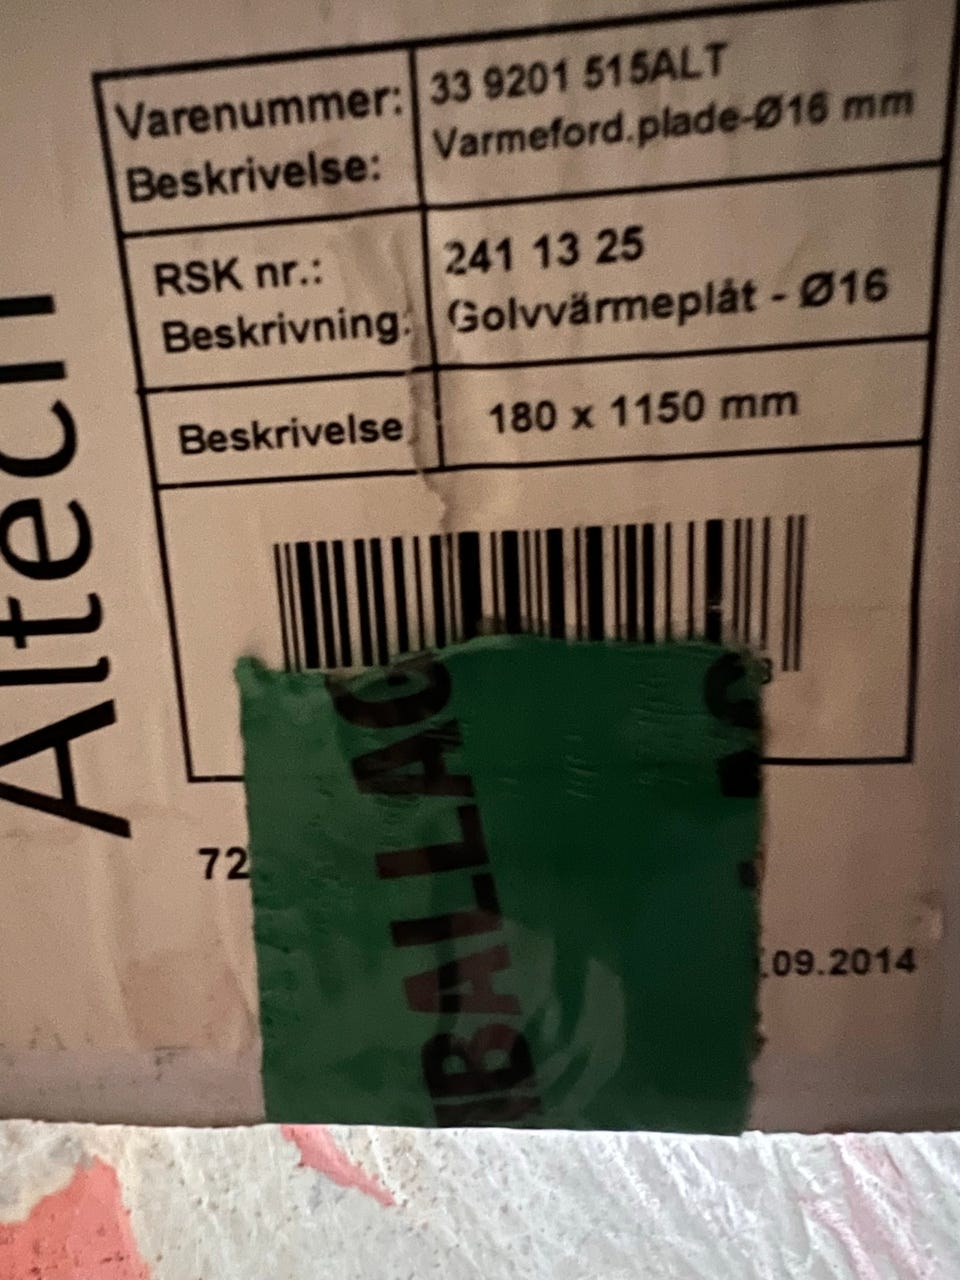 Altech
Varenummer: 33 9201 515ALT
Beskrivelse: Varmeford.plade-Ø16 mm
RSK nr.: 241 13 25
Beskrivning: Golvvärmeplåt - Ø16
Beskrivelse 180 x 1150 mm
72
.09.2014